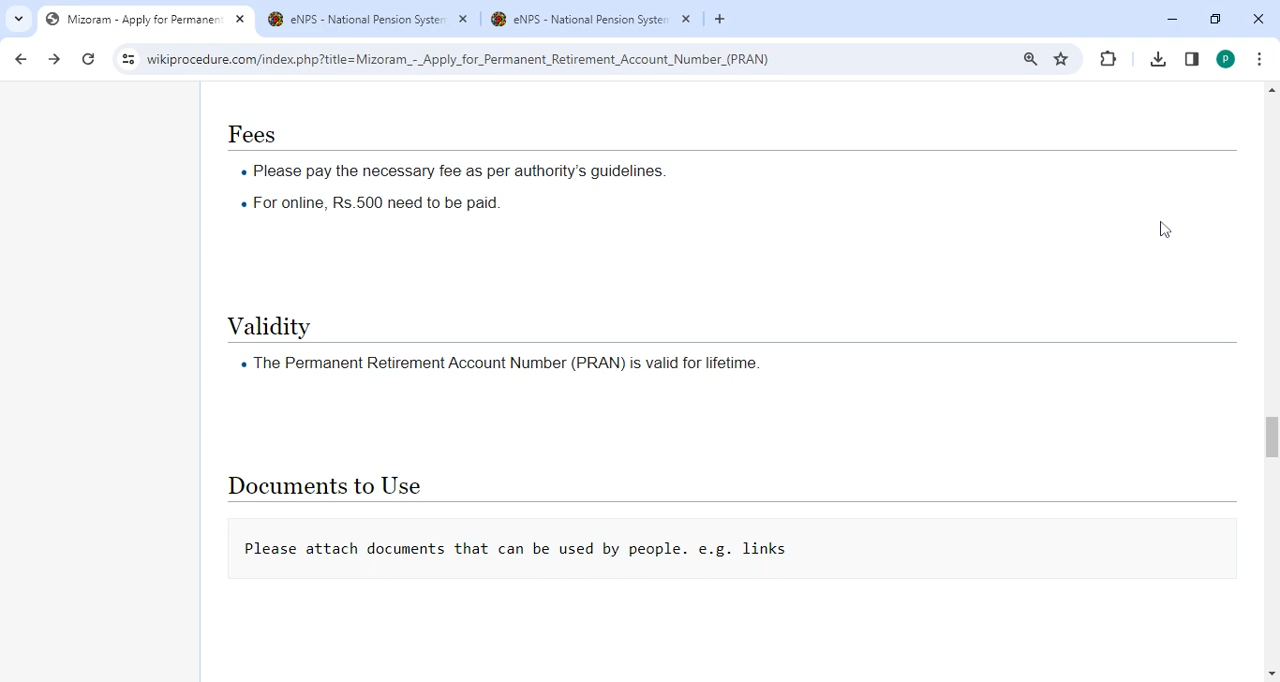 Mizoram - Apply for Permanen
eNPS - National Pension System
eNPS - National Pension System
wikiprocedure.com/index.php?title=Mizoram_-_Apply_for_Permanent_Retirement_Account_Number_(PRAN)
P
Fees
Please pay the necessary fee as per authority's guidelines.
For online, Rs.500 need to be paid.
Validity
The Permanent Retirement Account Number (PRAN) is valid for lifetime.
Documents to Use
Please attach documents that can be used by people. e.g. links